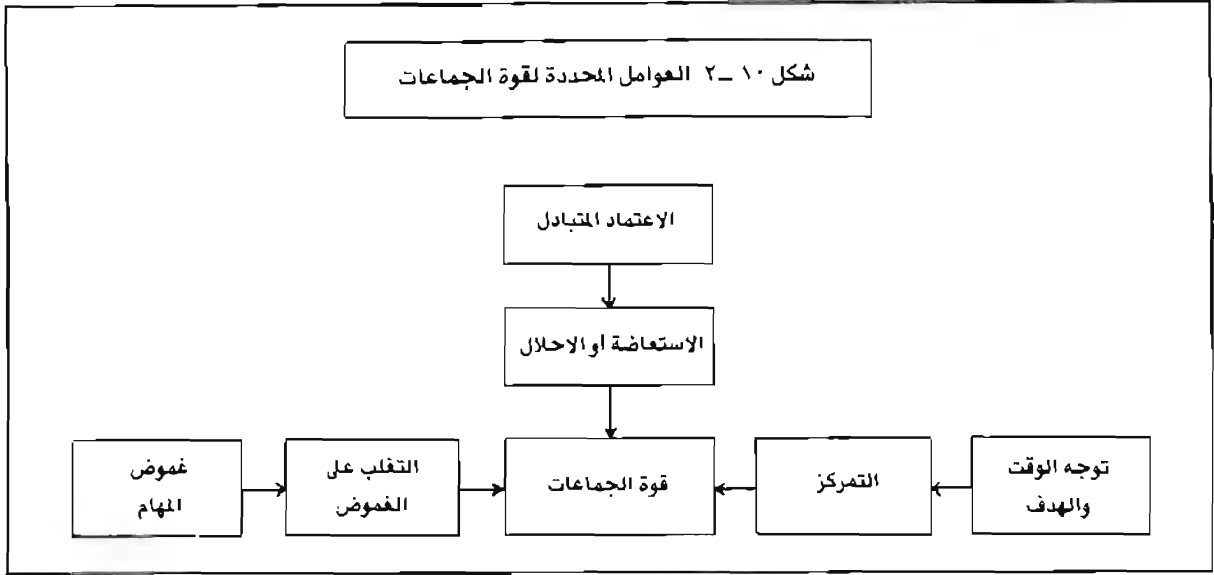 شكل ١٠ – ٢ العوامل المحددة لقوة الجماعات
الاعتماد المتبادل
الاستعاضة أو الاحلال
توجه الوقت
والهدف
التمركز
قوة الجماعات
التغلب على
الغموض
غموض
المهام